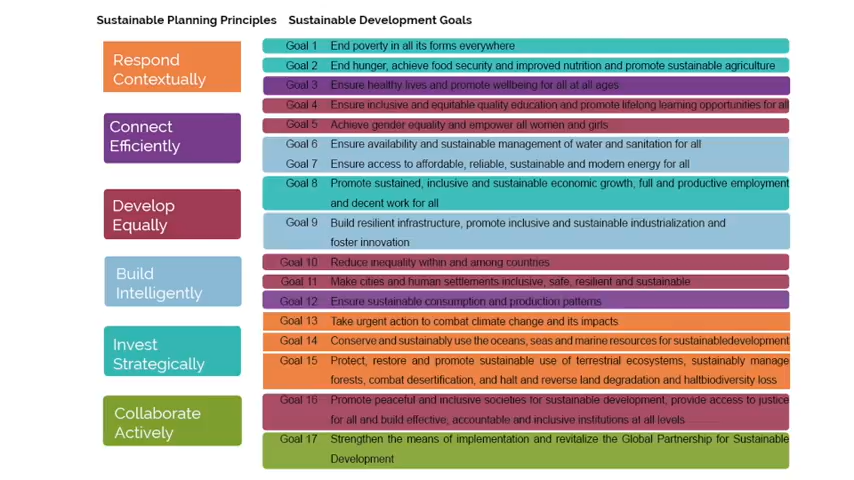 Sustainable Planning Principles
Respond
Contextually
Connect
Efficiently
Develop
Equally
Build
Intelligently
Invest
Strategically
Collaborate
Actively
Sustainable Development Goals
Goal 1 End poverty in all its forms everywhere
Goal 2 End hunger, achieve food security and improved nutrition and promote sustainable agriculture
Goal 3 Ensure healthy lives and promote wellbeing for all at all ages
Goal 4 Ensure inclusive and equitable quality education and promote lifelong learning opportunities for all
Goal 5 Achieve gender equality and empower all women and girls
Goal 6 Ensure availability and sustainable management of water and sanitation for all
Goal 7 Ensure access to affordable, reliable, sustainable and modern energy for all
Goal 8 Promote sustained, inclusive and sustainable economic growth, full and productive employment
and decent work for all
Goal 9 Build resilient infrastructure, promote inclusive and sustainable industrialization and
foster innovation
Goal 10 Reduce inequality within and among countries
Goal 11 Make cities and human settlements inclusive, safe, resilient and sustainable
Goal 12 Ensure sustainable consumption and production patterns
Goal 13 Take urgent action to combat climate change and its impacts
Goal 14 Conserve and sustainably use the oceans, seas and marine resources for sustainabledevelopment
Goal 15 Protect, restore and promote sustainable use of terrestrial ecosystems, sustainably manage
forests, combat desertification, and halt and reverse land degradation and haltbiodiversity loss
Goal 16 Promote peaceful and inclusive societies for sustainable development, provide access to justice
for all and build effective, accountable and inclusive institutions at all levels
Goal 17 Strengthen the means of implementation and revitalize the Global Partnership for Sustainable
Development